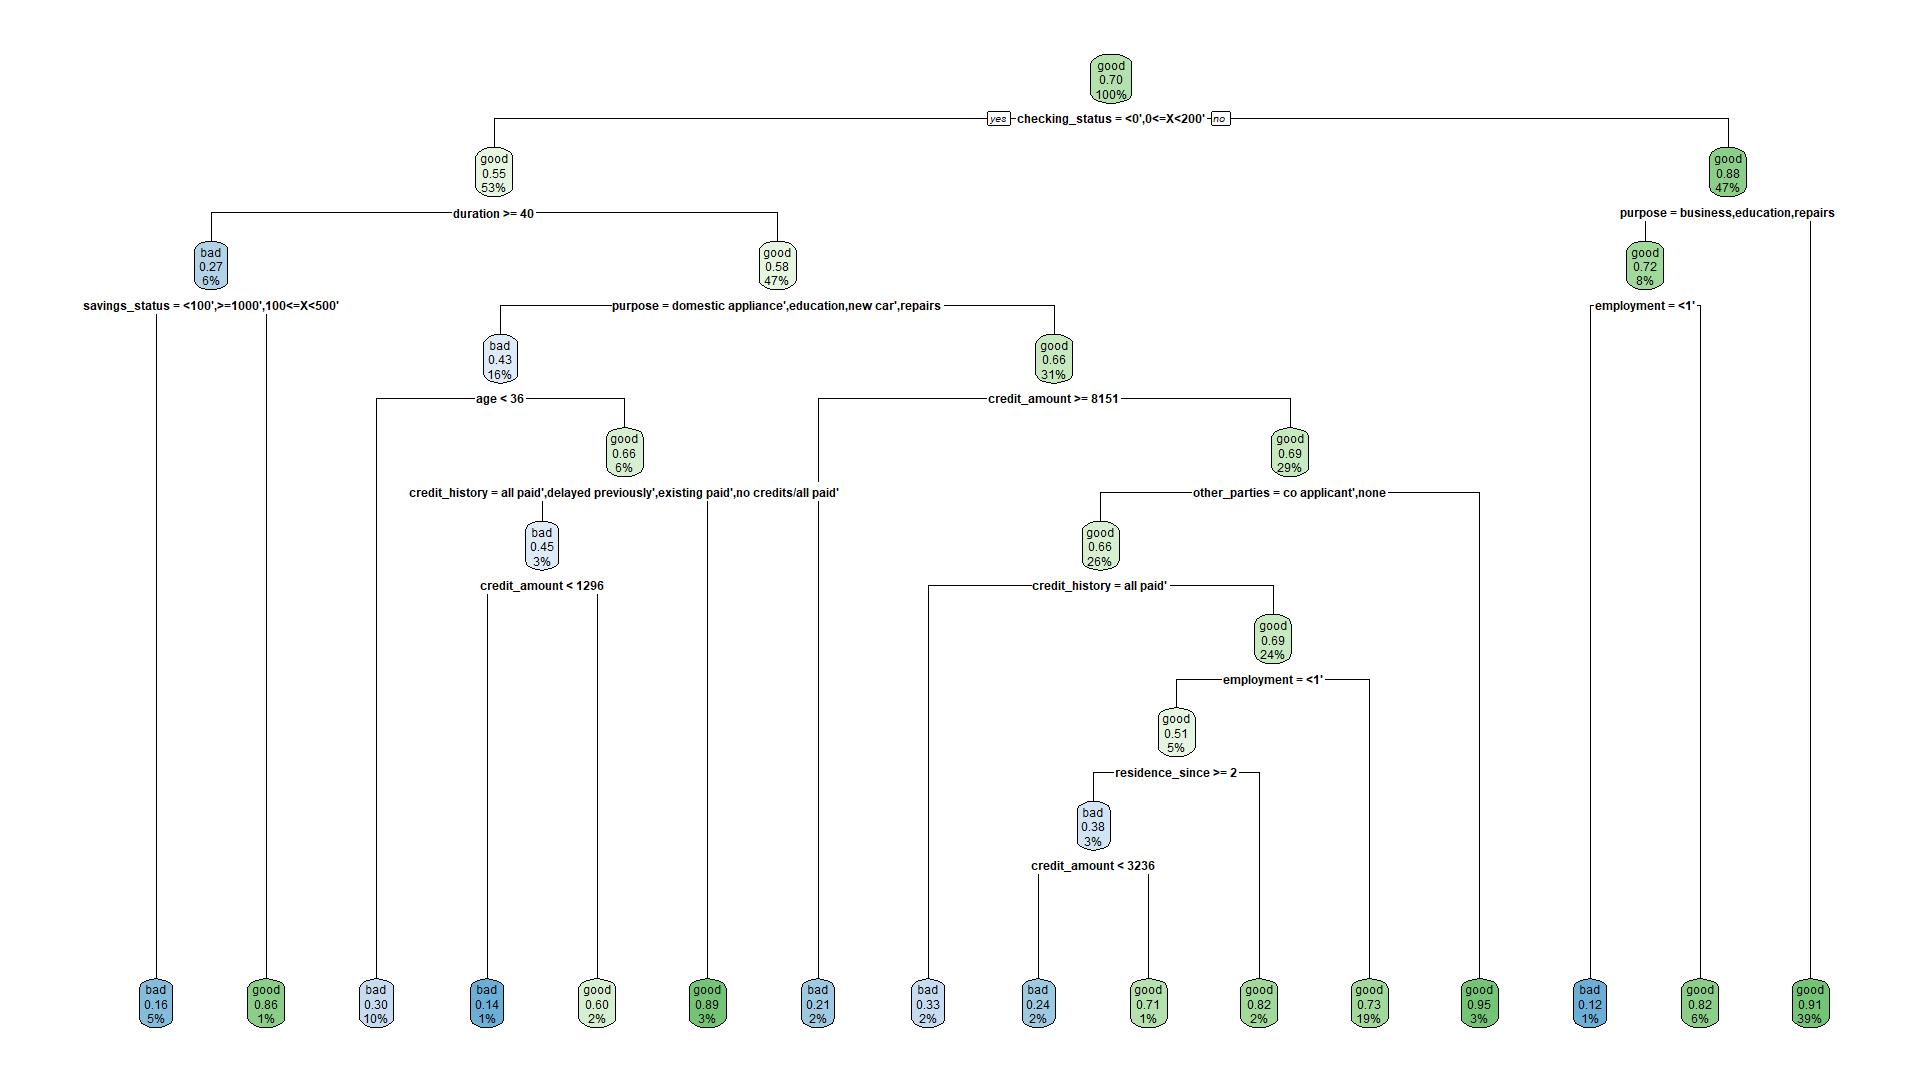 good
0.70
100%
yes checking_status = <0',0<=X<200' no
good
0.55
53%
good
0.88
47%
duration >= 40
purpose = business,education,repairs
bad
0.27
6%
good
0.58
47%
good
0.72
8%
savings_status = <100',>=1000',100<=X<500'
purpose = domestic appliance',education,new car',repairs
employment = <1'
bad
0.43
16%
good
0.66
31%
age < 36
credit_amount >= 8151
good
0.66
6%
good
0.69
29%
credit_history = all paid',delayed previously',existing paid',no credits/all paid'
other_parties = co applicant',none
bad
0.45
3%
good
0.66
26%
credit_amount < 1296
credit_history = all paid'
good
0.69
24%
employment = <1'
good
0.51
5%
residence_since >= 2
bad
0.38
3%
credit_amount < 3236
bad
0.16
5%
good
0.86
1%
bad
0.30
10%
bad
0.14
1%
good
0.60
2%
good
0.89
3%
bad
0.21
2%
bad
0.33
2%
bad
0.24
2%
good
0.71
1%
good
0.82
2%
good
0.73
19%
good
0.95
3%
bad
0.12
1%
good
0.82
6%
good
0.91
39%